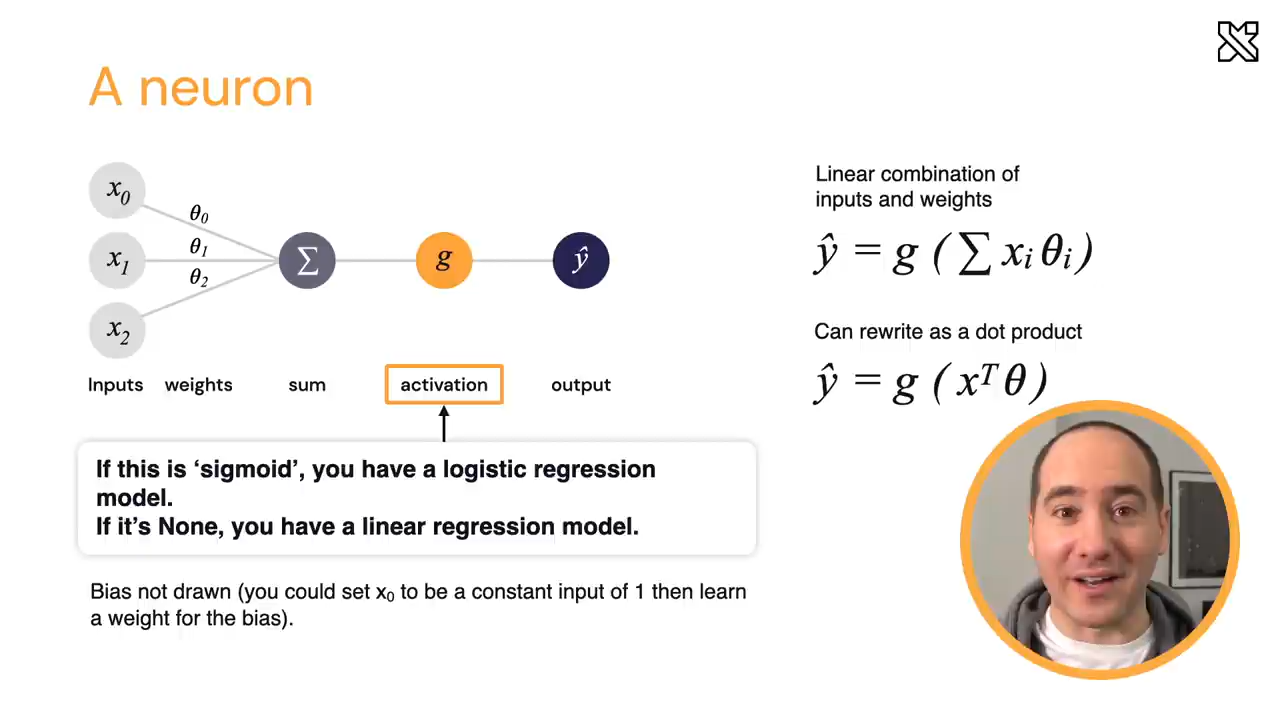 A neuron
x₀
θ₀
x₁
θ₁
x₂
θ₂
∑
g
ŷ
Inputs weights sum activation output
If this is ‘sigmoid’, you have a logistic regression
model.
If it’s None, you have a linear regression model.
Bias not drawn (you could set x₀ to be a constant input of 1 then learn
a weight for the bias).
Linear combination of
inputs and weights
ŷ = g ( ∑ xᵢ θᵢ )
Can rewrite as a dot product
ŷ = g ( xᵀ θ )